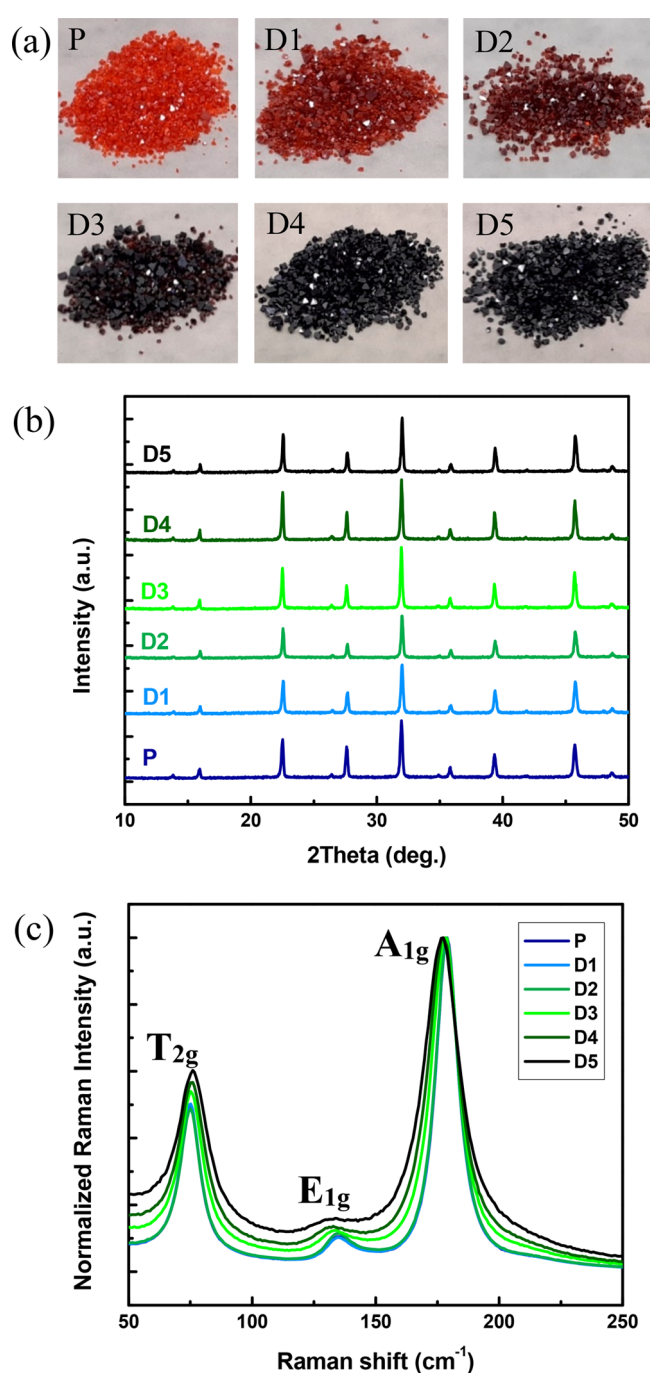 (a)
P
D1
D2
D3
D4
D5
(b)
Intensity (a.u.)
D5
D4
D3
D2
D1
P
10
20
30
40
50
2Theta (deg.)
(c)
Normalized Raman Intensity (a.u.)
T2g
E1g
A1g
P
D1
D2
D3
D4
D5
50
100
150
200
250
Raman shift (cm-1)